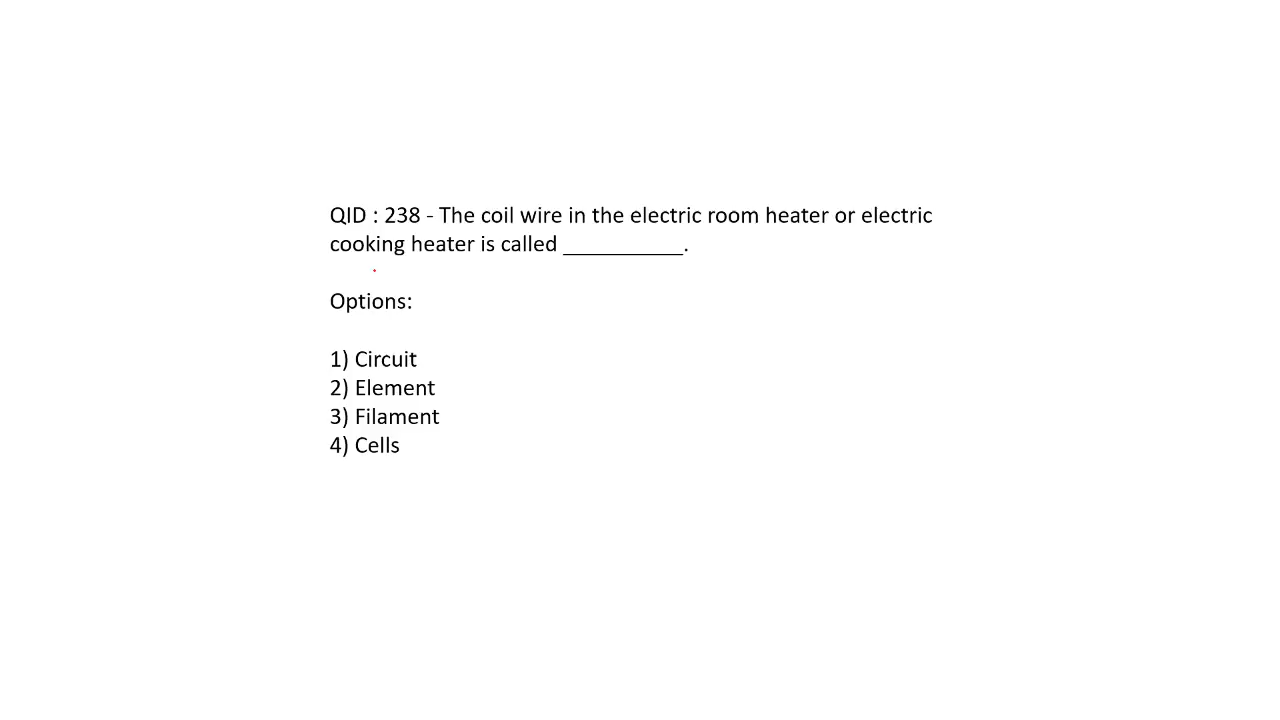 QID : 238 - The coil wire in the electric room heater or electric
cooking heater is called __________.
Options:
1) Circuit
2) Element
3) Filament
4) Cells